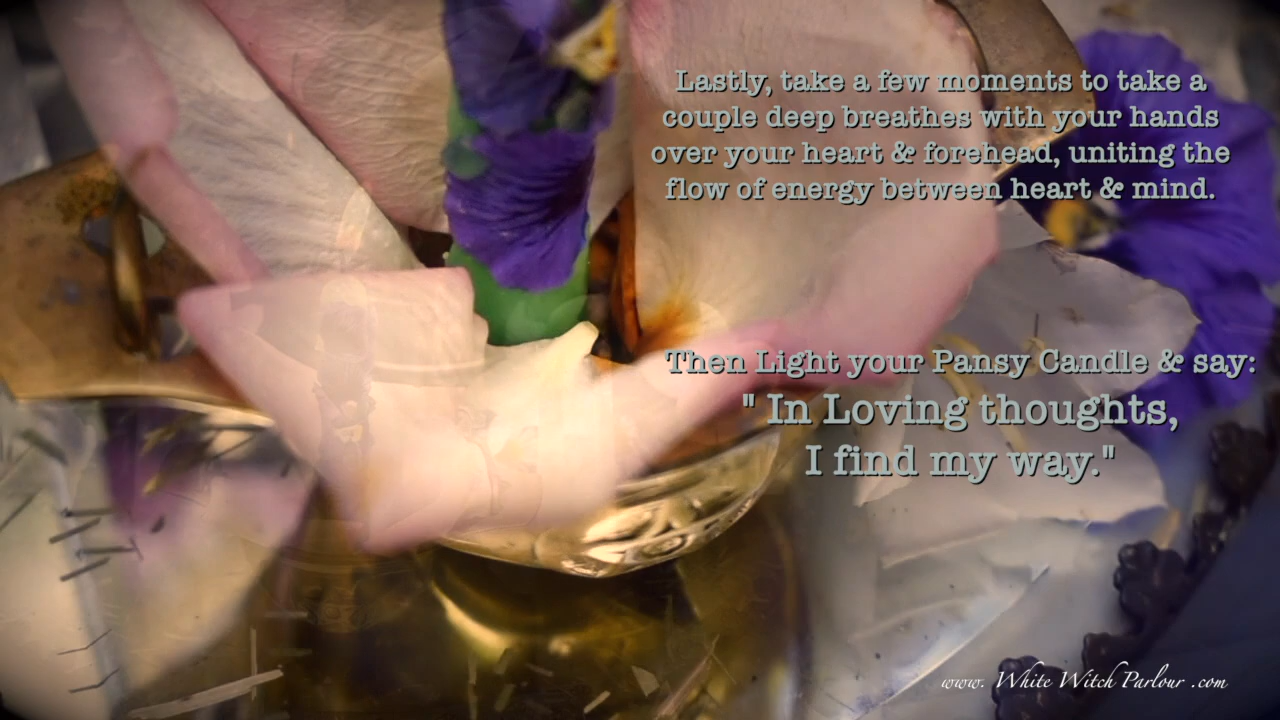 Lastly, take a few moments to take a
couple deep breathes with your hands
over your heart & forehead, uniting the
flow of energy between heart & mind.
Then Light your Pansy Candle & say:
" In Loving thoughts,
I find my way."
www. White Witch Parlour .com